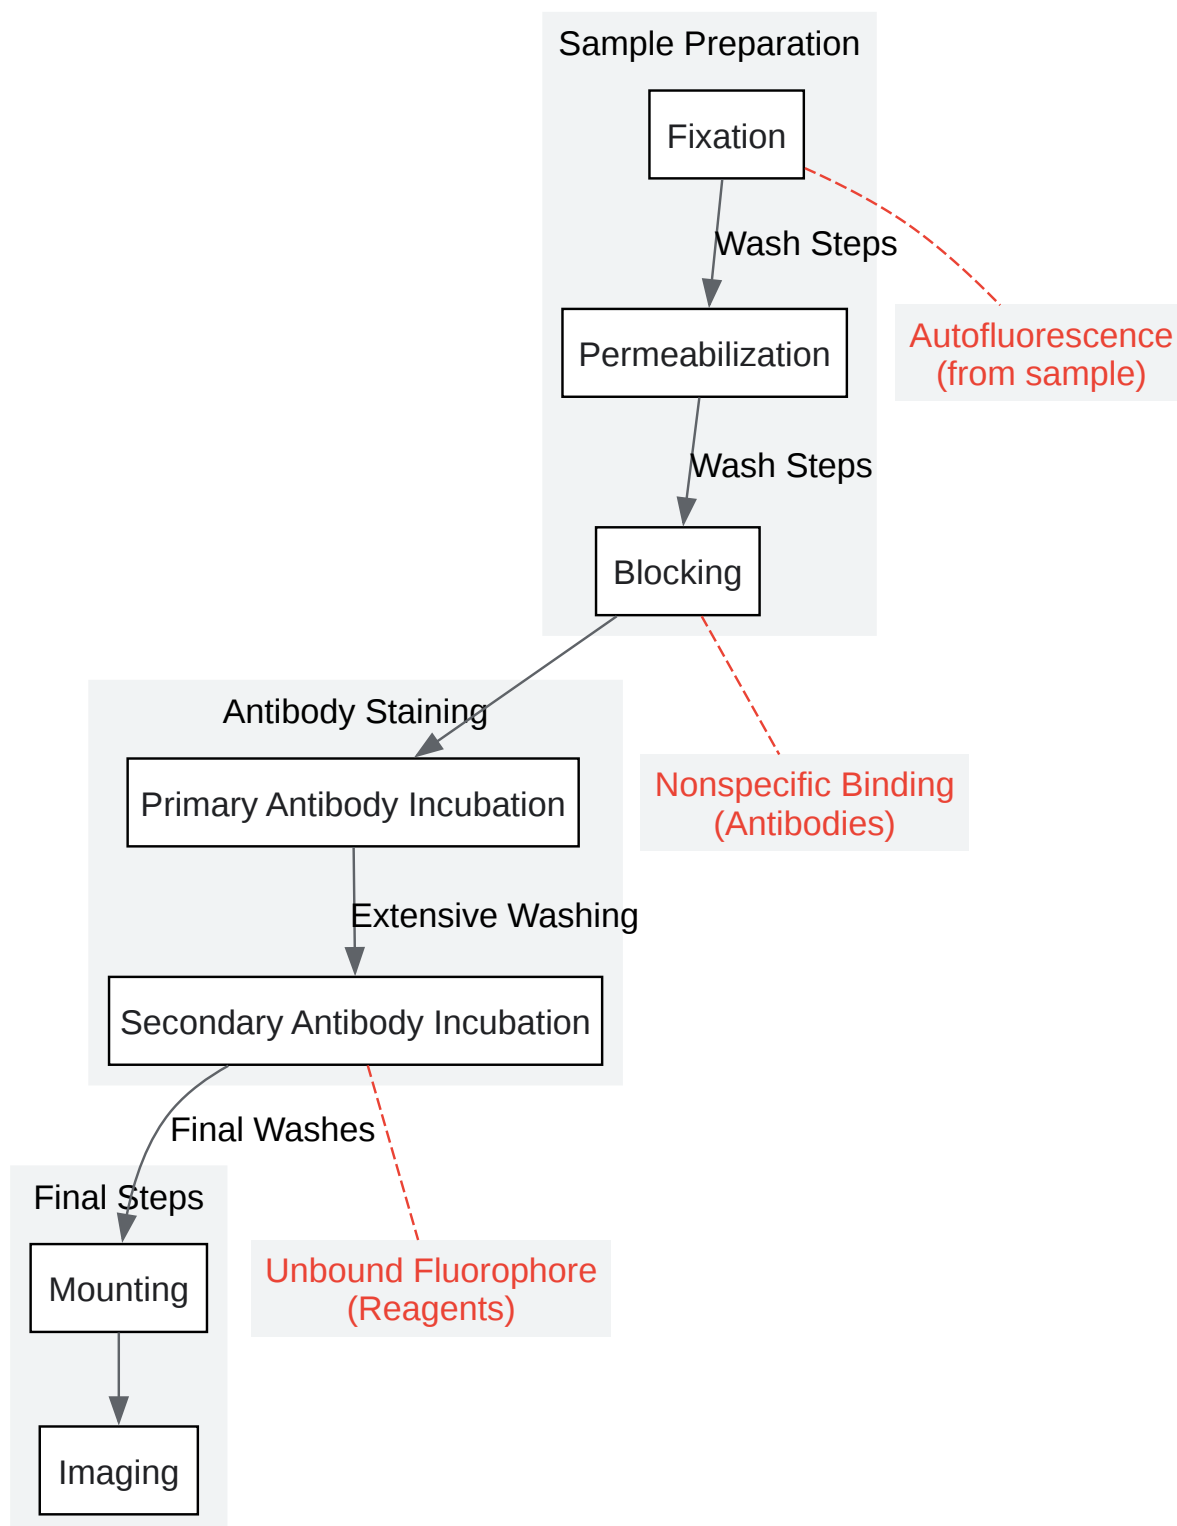 Sample Preparation
Fixation
Wash Steps
Autofluorescence
(from sample)
Permeabilization
Wash Steps
Blocking
Antibody Staining
Primary Antibody Incubation
Nonspecific Binding
(Antibodies)
Extensive Washing
Secondary Antibody Incubation
Final Washes
Final Steps
Unbound Fluorophore
(Reagents)
Mounting
Imaging